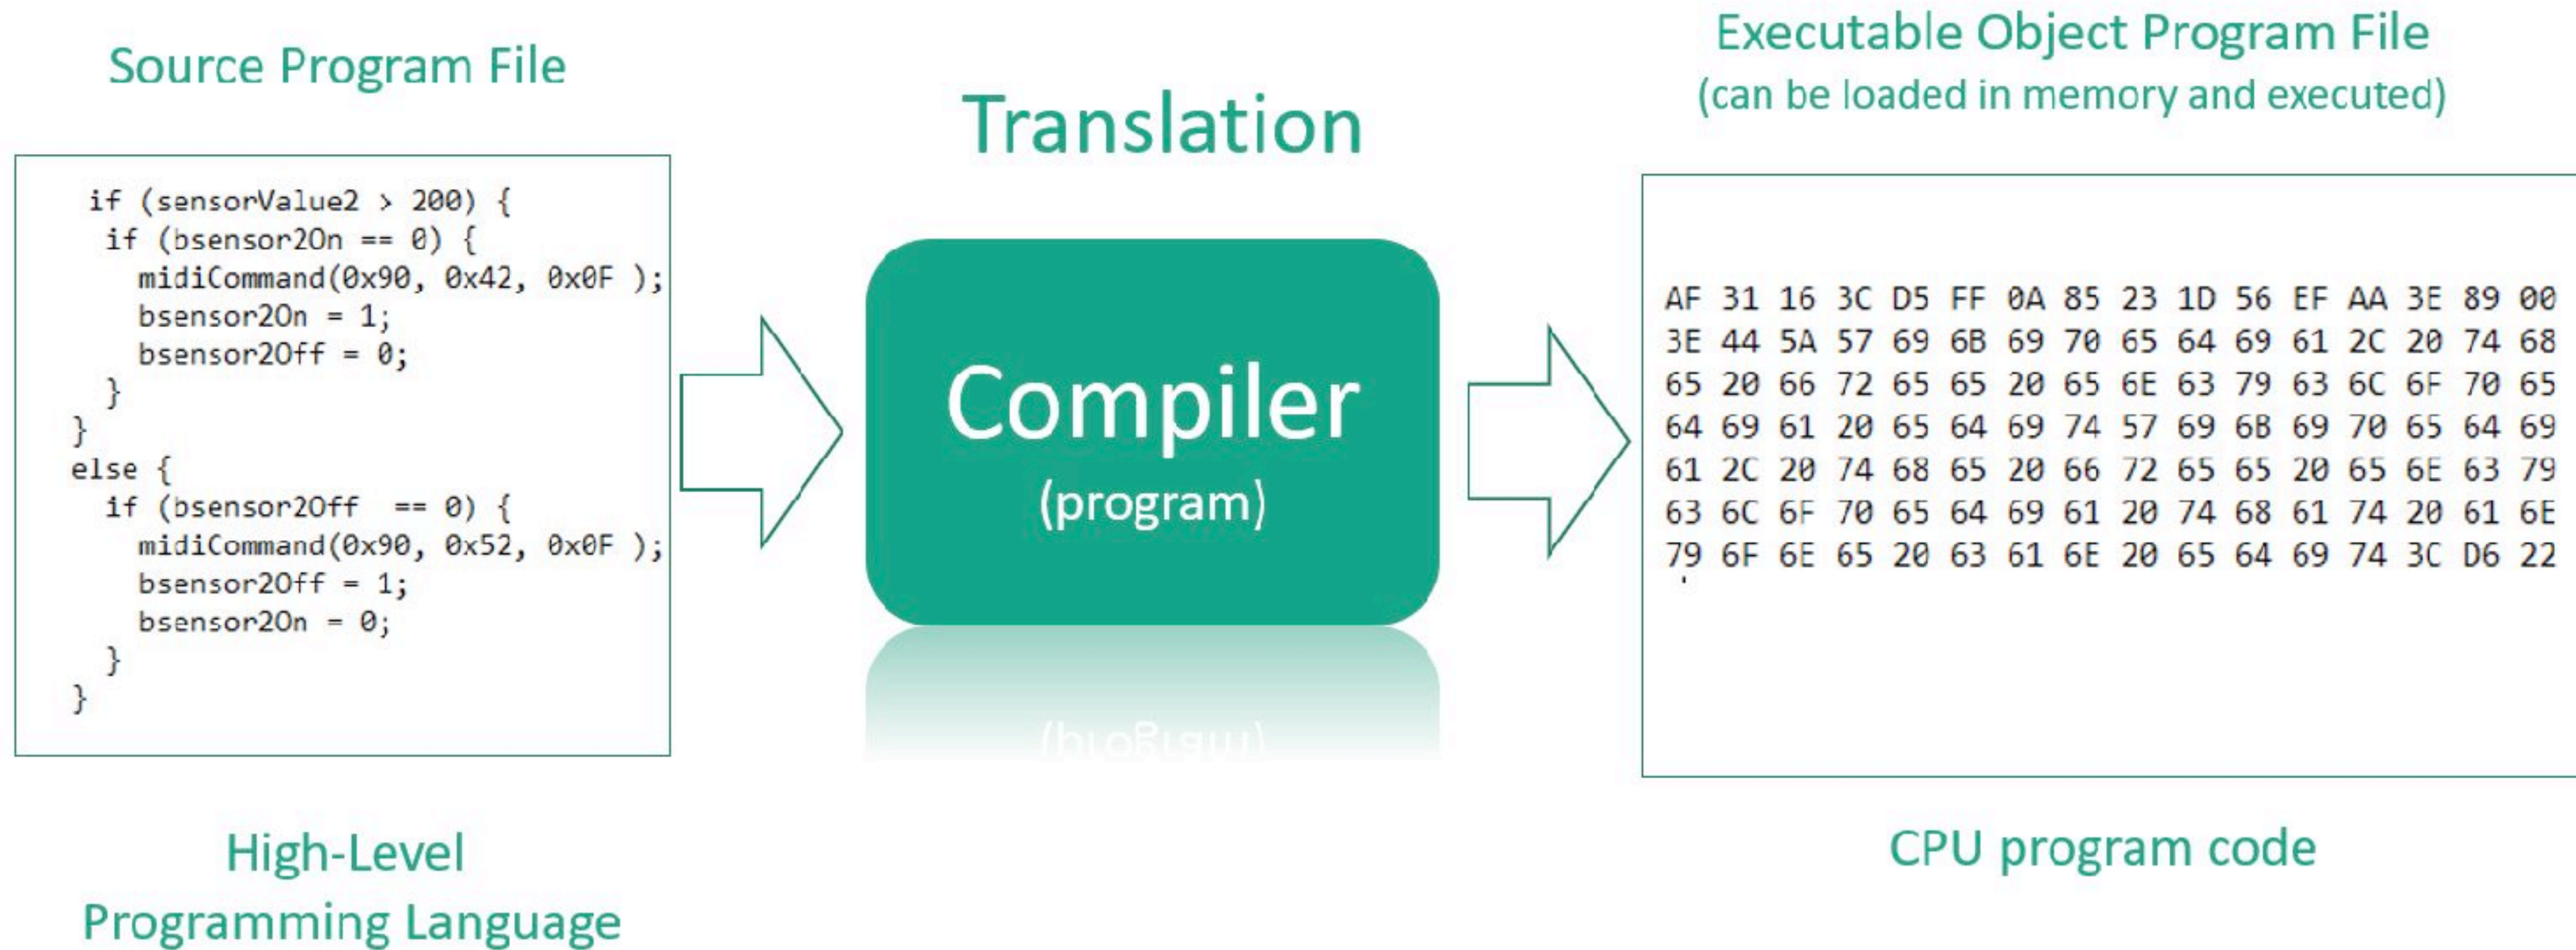 Source Program File
if (sensorValue2 > 200) {
if (bsensor2On == 0) {
midiCommand(0x90, 0x42, 0x0F );
bsensor2On = 1;
bsensor2Off = 0;
}
}
else {
if (bsensor2Off  == 0) {
midiCommand(0x90, 0x52, 0x0F );
bsensor2Off = 1;
bsensor2On = 0;
}
}
High-Level
Programming Language
Translation
Compiler
(program)
(program)
Executable Object Program File
(can be loaded in memory and executed)
AF 31 16 3C D5 FF 0A 85 23 1D 56 EF AA 3E 89 00
3E 44 5A 57 69 6B 69 70 65 64 69 61 2C 20 74 68
65 20 66 72 65 65 20 65 6E 63 79 63 6C 6F 70 65
64 69 61 20 65 64 69 74 57 69 6B 69 70 65 64 69
61 2C 20 74 68 65 20 66 72 65 65 20 65 6E 63 79
63 6C 6F 70 65 64 69 61 20 74 68 61 74 20 61 6E
79 6F 6E 65 20 63 61 6E 20 65 64 69 74 3C D6 22
CPU program code